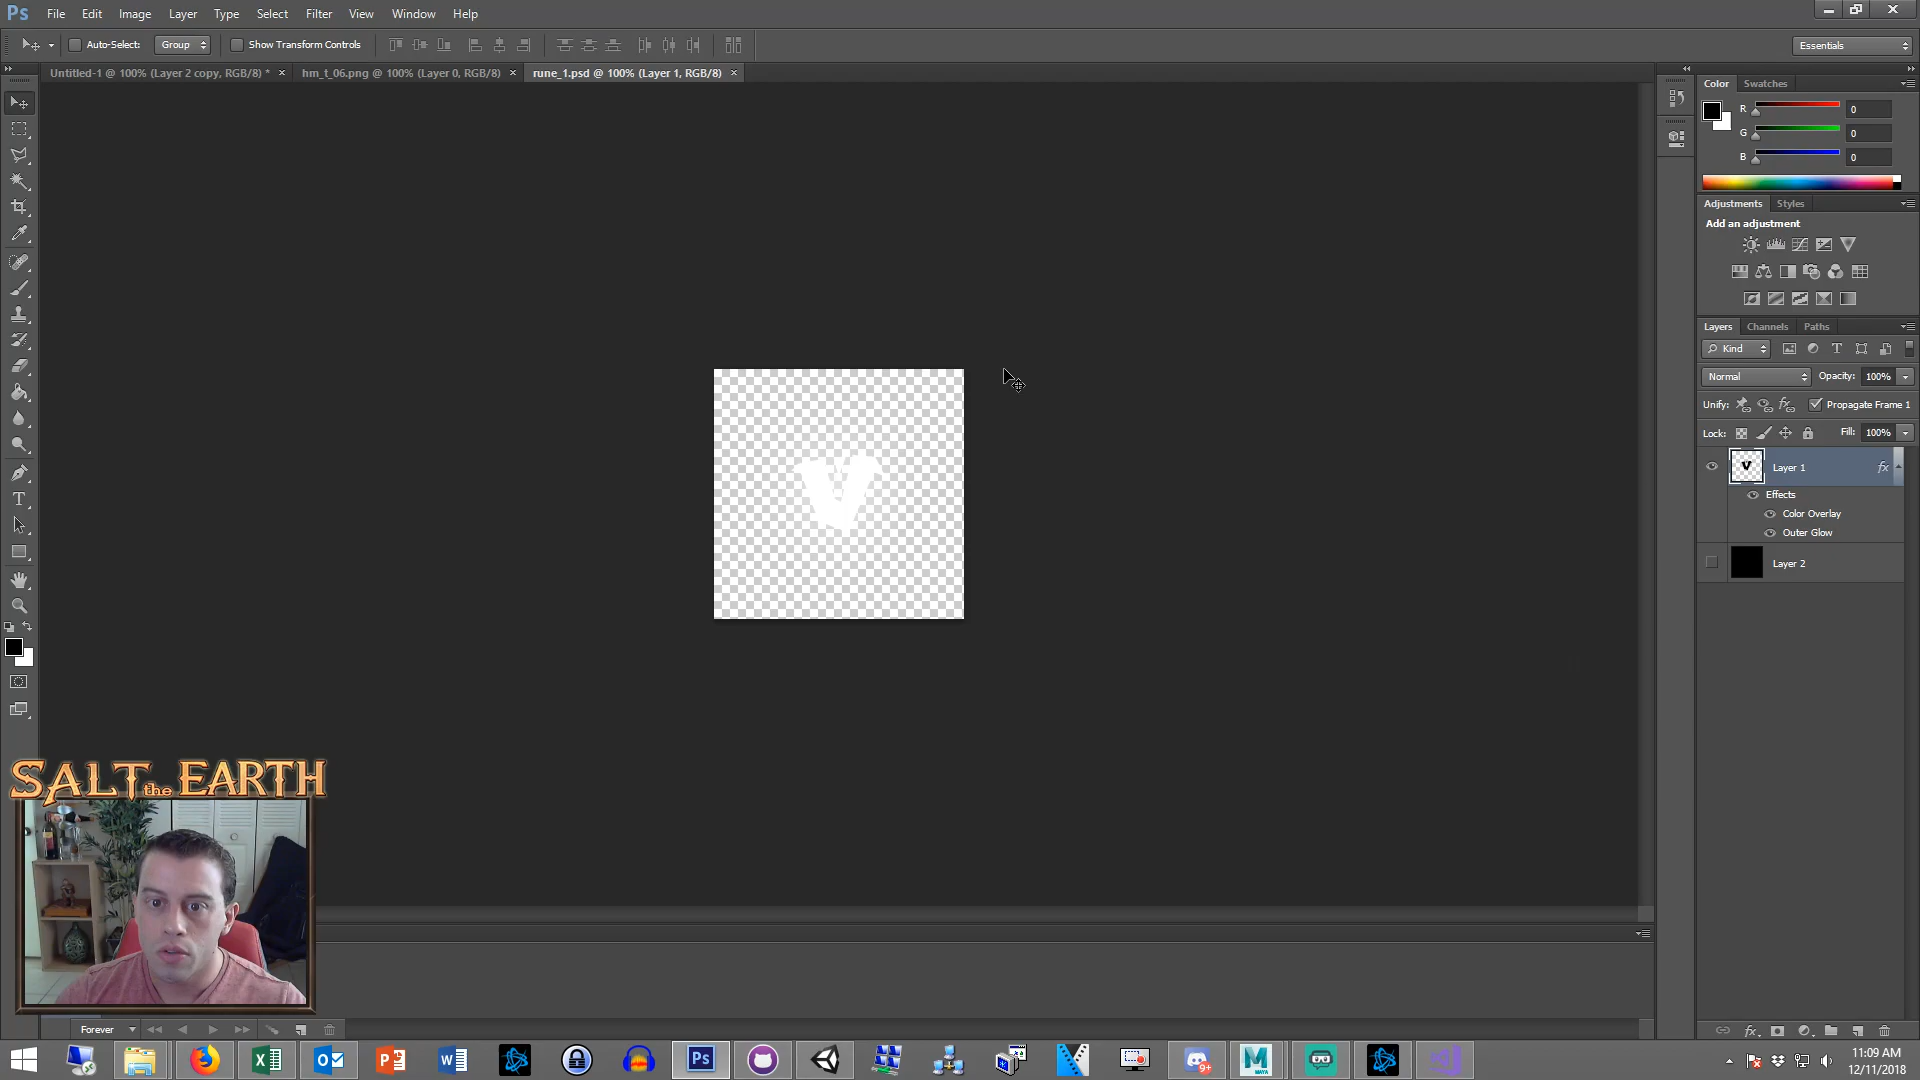 Ps File Edit Image Layer Type Select Filter View Window Help
Auto-Select: Group Show Transform Controls Essentials
Untitled-1 @ 100% (Layer 2 copy, RGB/8) * × hm_t_06.png @ 100% (Layer 0, RGB/8) × rune_1.psd @ 100% (Layer 1, RGB/8) ×
Color Swatches
R 0
G 0
B 0
Adjustments Styles
Add an adjustment
Layers Channels Paths
Kind
Normal Opacity: 100%
Unify: Propagate Frame 1
Lock: Fill: 100%
Layer 1 fx
Effects
Color Overlay
Outer Glow
Layer 2
V
SALT the EARTH
Forever
Ps
9+
MAYA
11:09 AM
12/11/2018